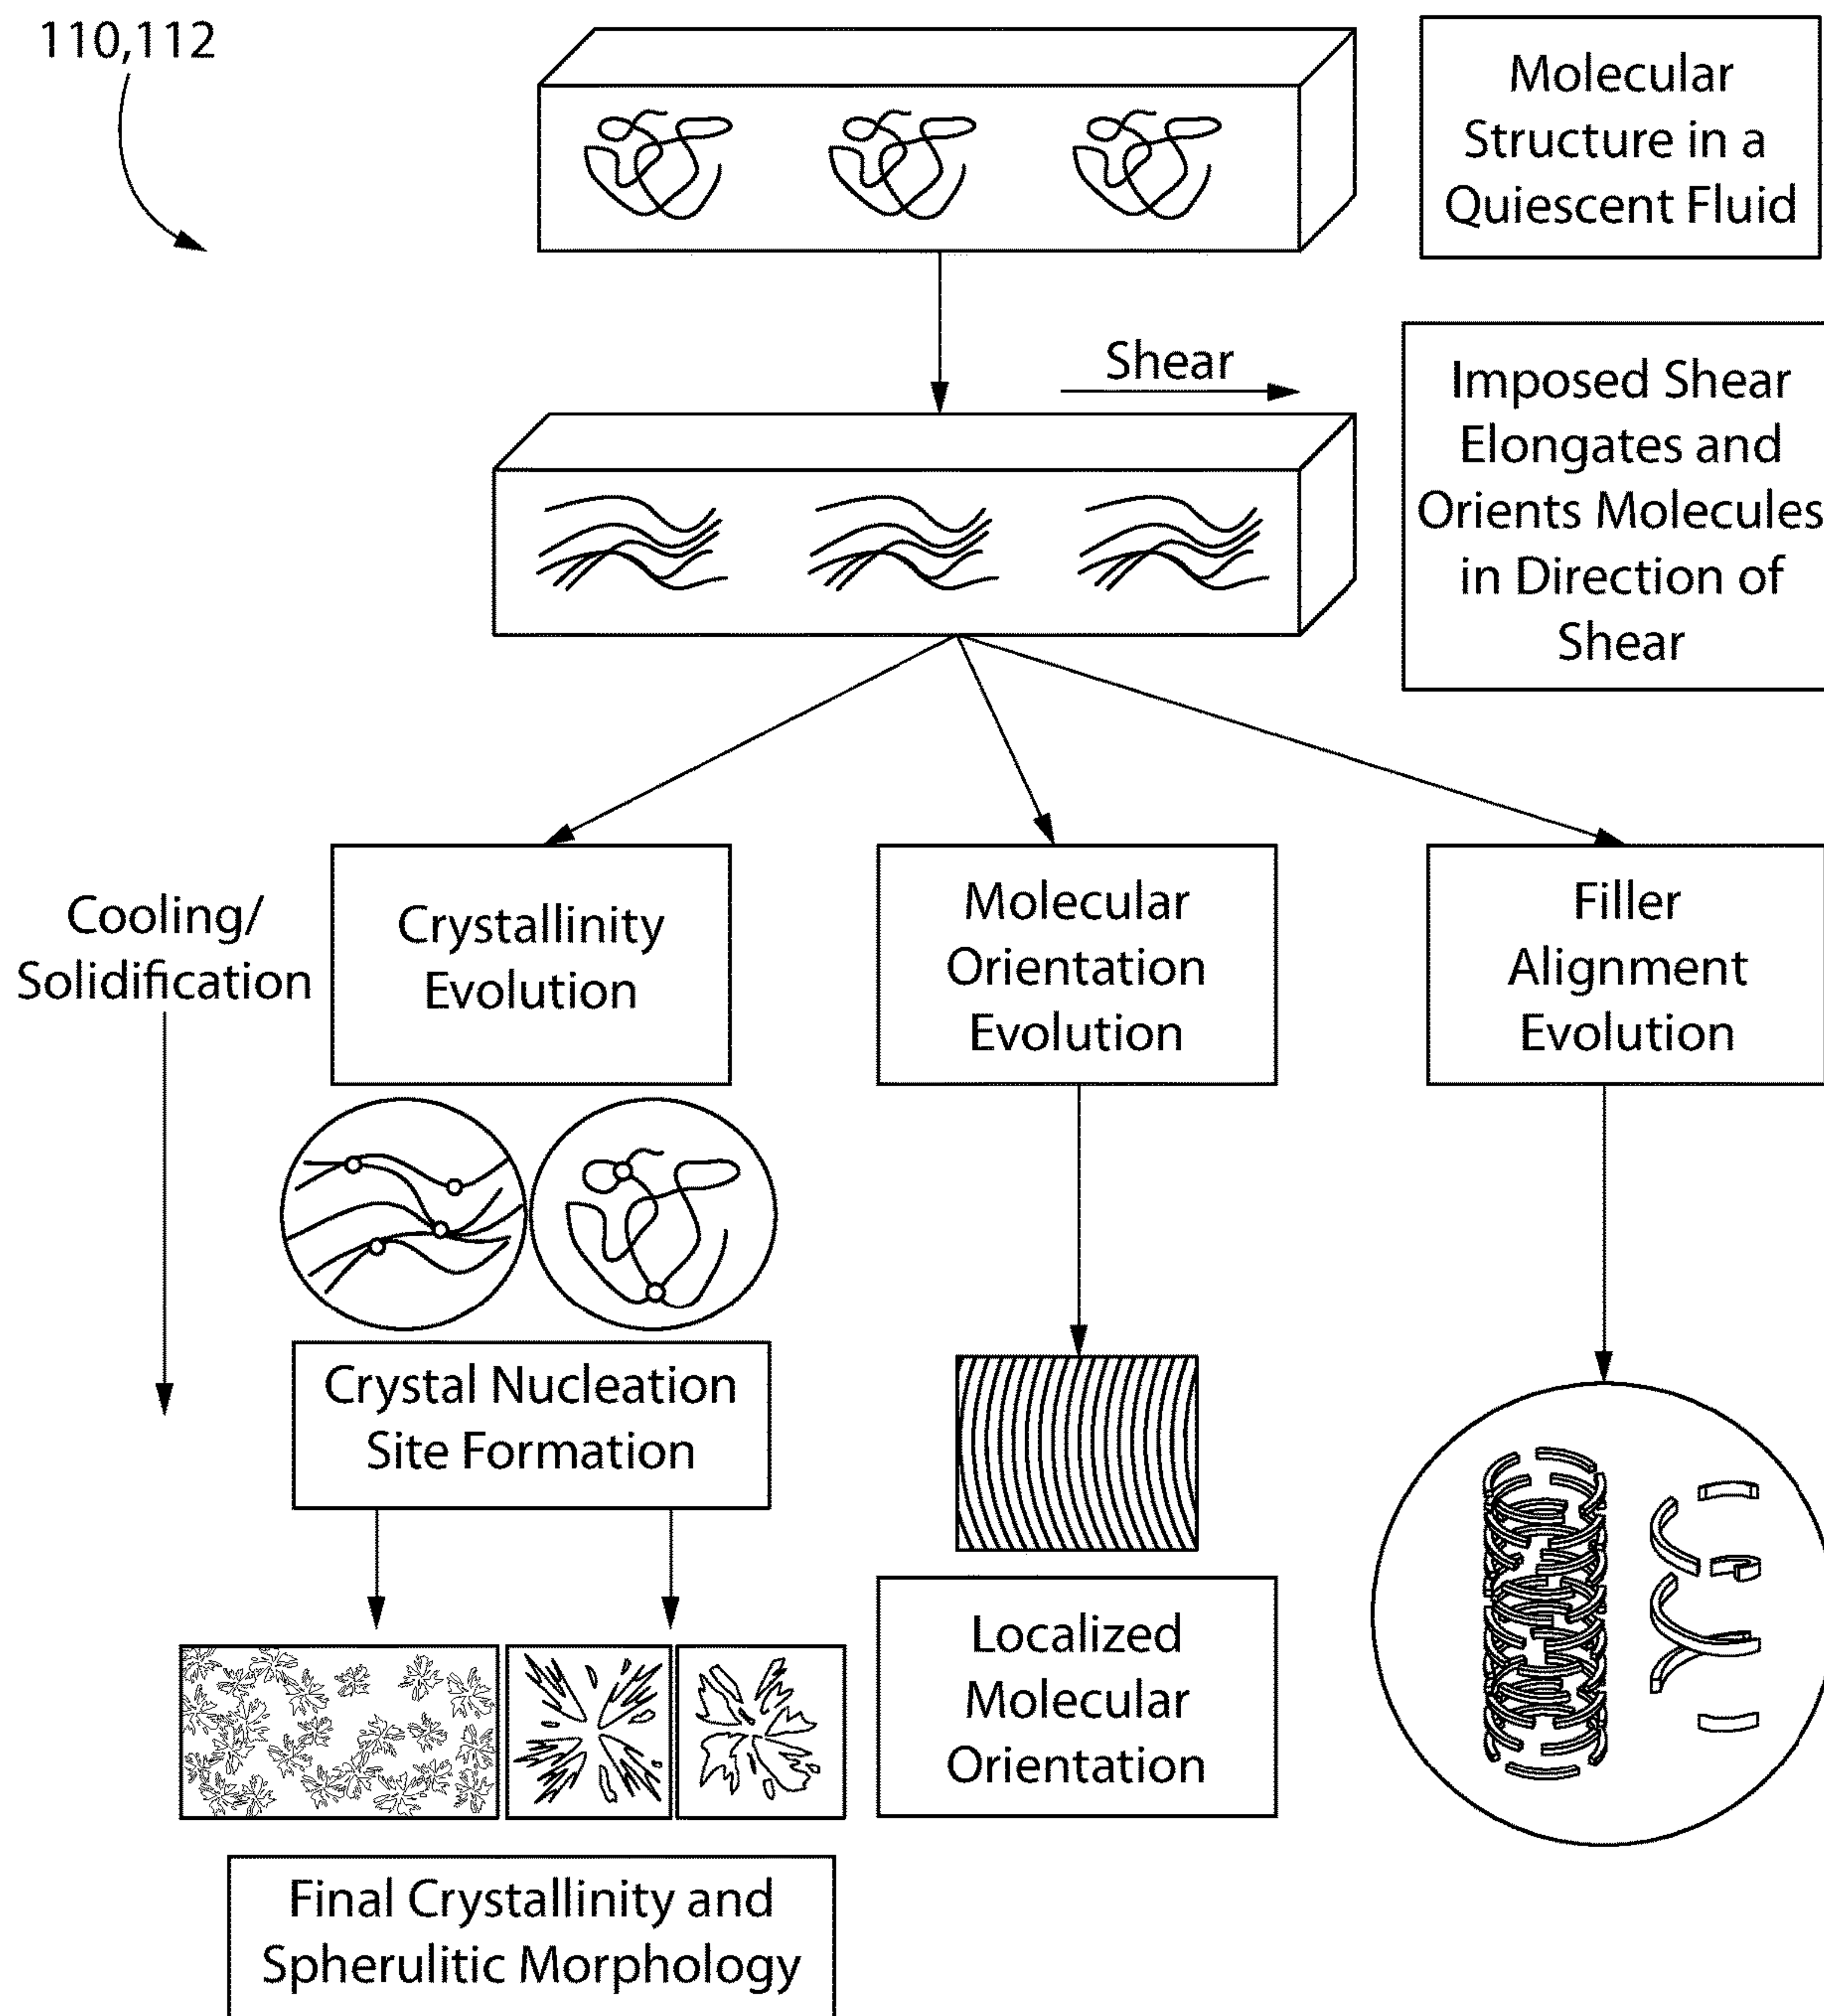 110,112
Molecular
Structure in a
Quiescent Fluid
Shear
Imposed Shear
Elongates and
Orients Molecules
in Direction of
Shear
Cooling/
Solidification
Crystallinity
Evolution
Molecular
Orientation
Evolution
Filler
Alignment
Evolution
Crystal Nucleation
Site Formation
Localized
Molecular
Orientation
Final Crystallinity and
Spherulitic Morphology